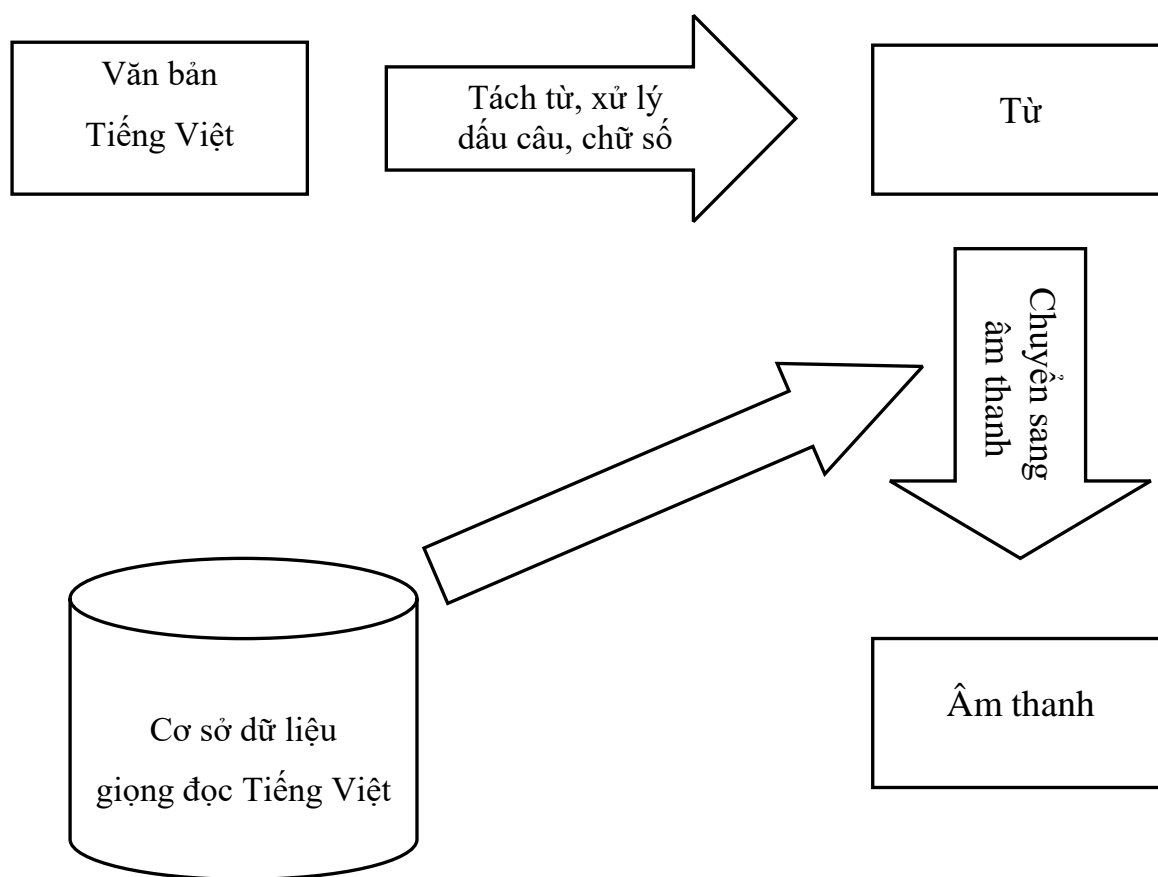 Văn bản
Tiếng Việt
Tách từ, xử lý
dấu câu, chữ số
Từ
Chuyển sang
âm thanh
Cơ sở dữ liệu
giọng đọc Tiếng Việt
Âm thanh